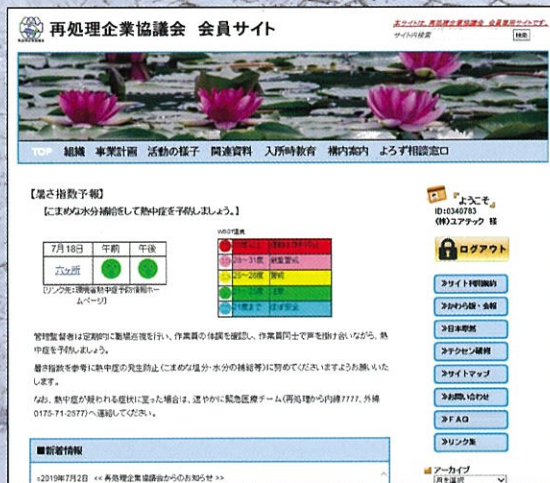 再処理企業協議会 会員サイト
本サイトは、再処理企業協議会 会員専用サイトです。
サイト内検索
検索
TOP 組織 事業計画 活動の様子 関連資料 入所時教育 構内案内 よろず相談窓口
【暑さ指数予報】
【こまめな水分補給をして熱中症を予防しましょう。】
7月18日 午前 午後
六ヶ所
[リンク先:環境省熱中症予防情報ホームページ]
WBGT温度
28~31度 厳重警戒
25~28度 警戒
21~25度 注意
21度まで ほぼ安全
管理監督者は定期的に職場巡視を行い、作業員の体調を確認し、作業員同士で声を掛け合いながら、熱
中症を予防しましょう。
暑さ指数を参考に熱中症の発生防止(こまめな塩分・水分の補給等)に努めてくださいますようお願いいた
します。
なお、熱中症が疑われる症状に至った場合は、速やかに緊急医療チーム(再処理から内線7777、外線
0175-71-2577)へ連絡してください。
■新着情報
○2019年7月2日 << 再処理企業協議会からのお知らせ >>
ようこそ
ID:0340783
(株)ユアテック 様
ログアウト
≫サイト利用規約
≫かわら版・会報
≫日本原燃
≫テクセン研修
≫サイトマップ
≫お問い合わせ
≫FAQ
≫リンク集
アーカイブ
月を選択